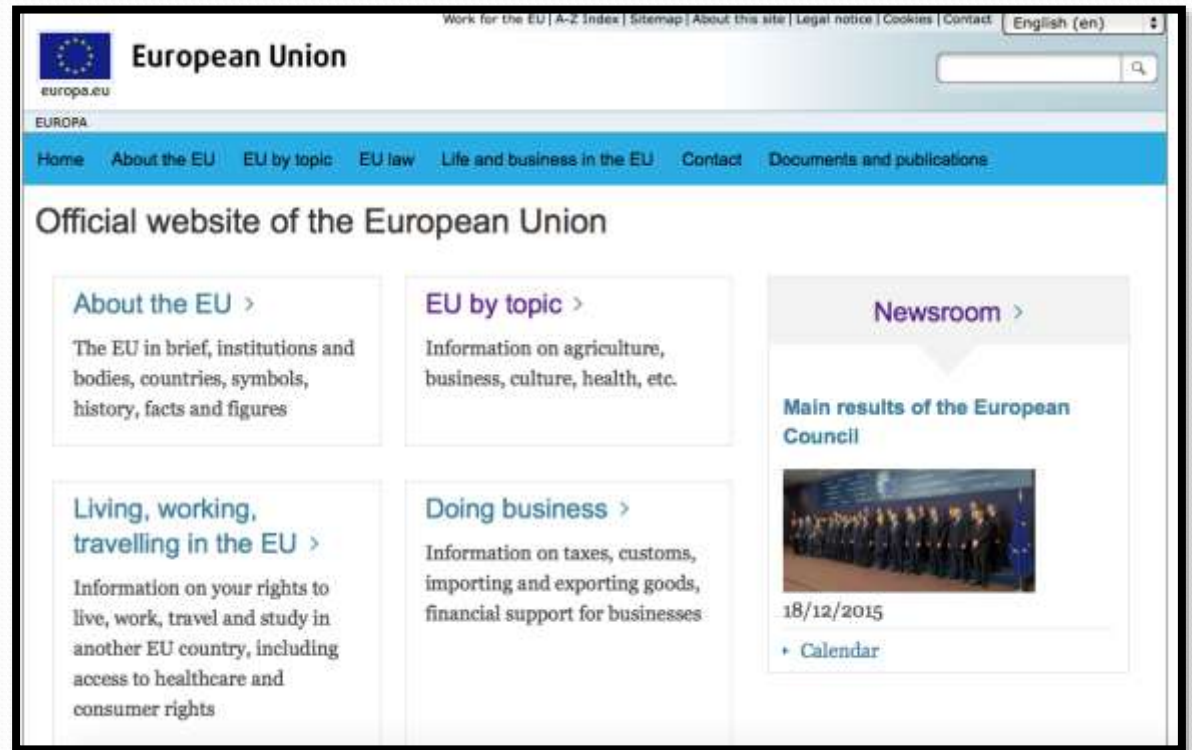 Work for the EU | A-Z Index | Sitemap | About this site | Legal notice | Cookies | Contact
English (en)
European Union
europa.eu
EUROPA
Home About the EU EU by topic EU law Life and business in the EU Contact Documents and publications
Official website of the European Union
About the EU >
The EU in brief, institutions and
bodies, countries, symbols,
history, facts and figures
EU by topic >
Information on agriculture,
business, culture, health, etc.
Living, working,
travelling in the EU >
Information on your rights to
live, work, travel and study in
another EU country, including
access to healthcare and
consumer rights
Doing business >
Information on taxes, customs,
importing and exporting goods,
financial support for businesses
Newsroom >
Main results of the European
Council
18/12/2015
Calendar